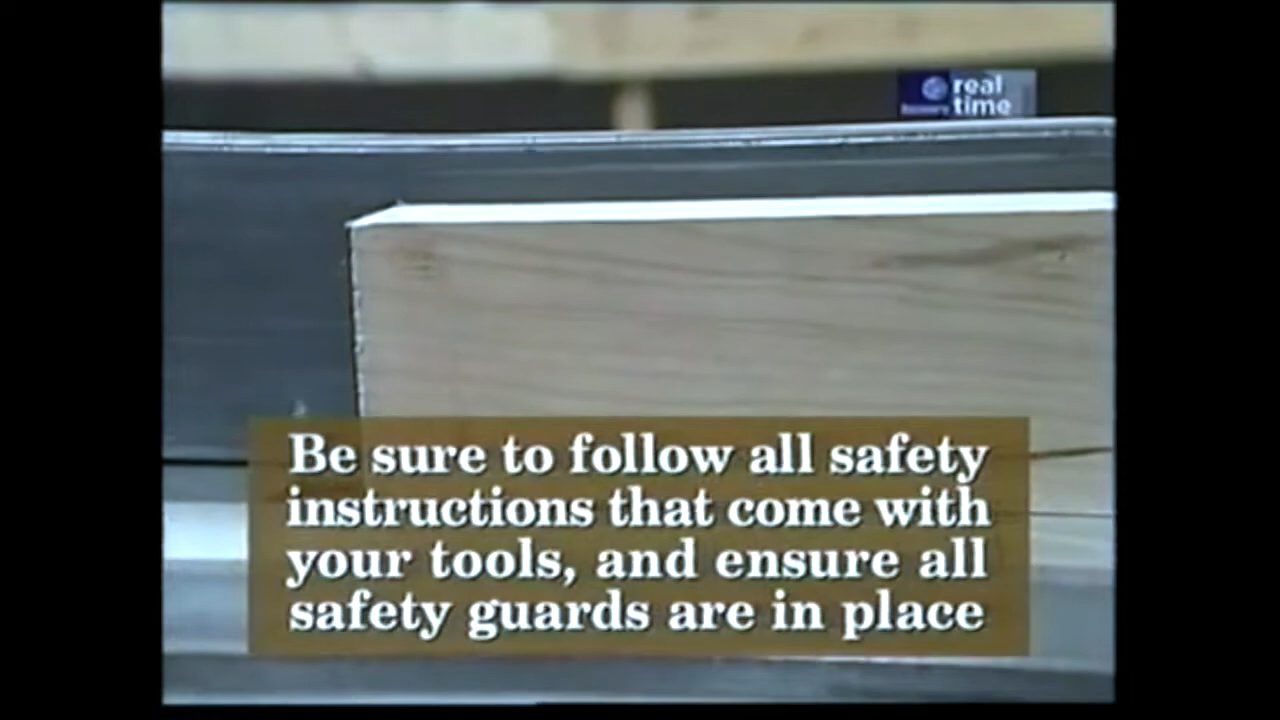 real
time
Be sure to follow all safety
instructions that come with
your tools, and ensure all
safety guards are in place